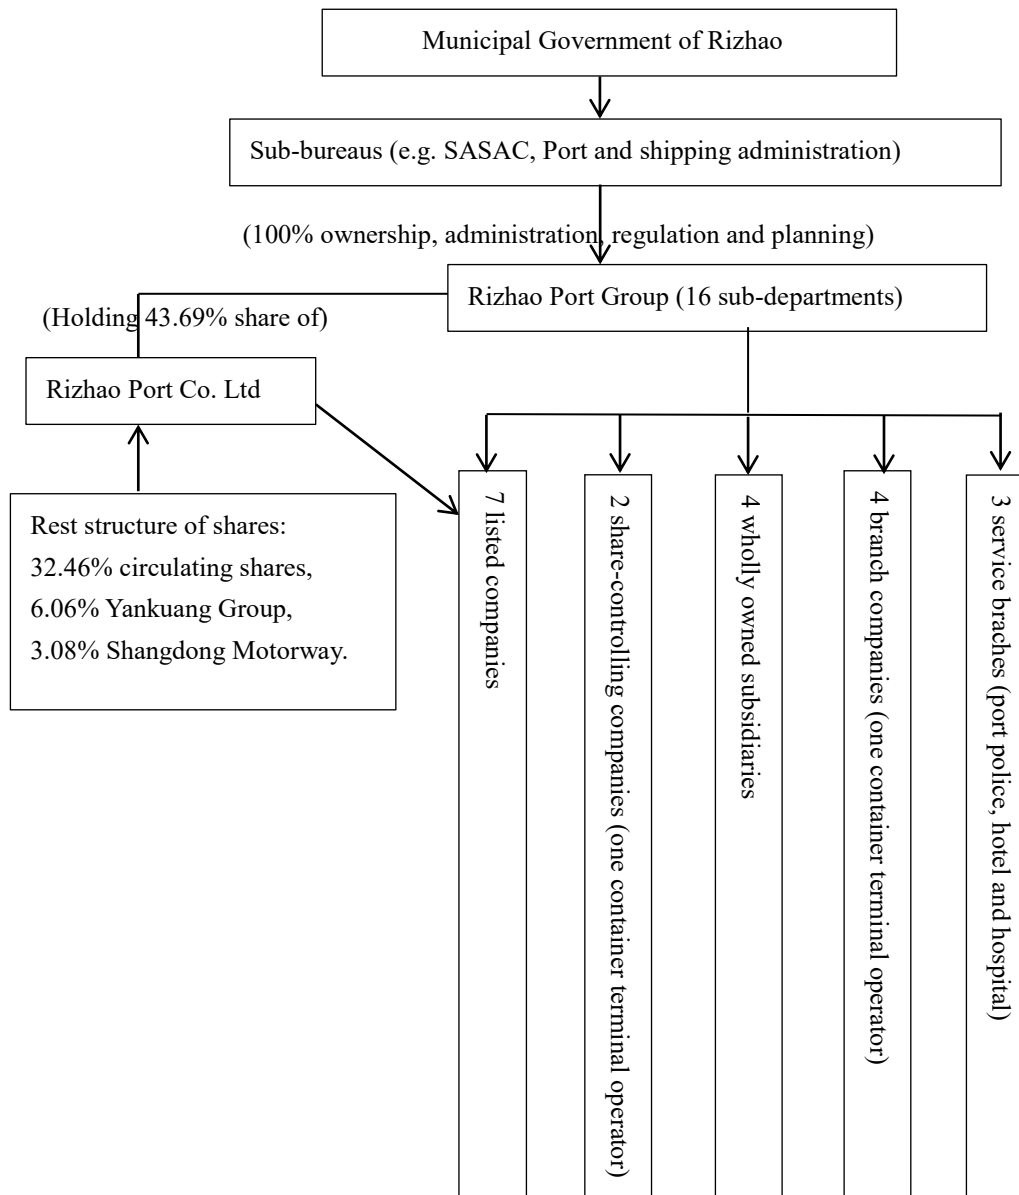 Municipal Government of Rizhao
Sub-bureaus (e.g. SASAC, Port and shipping administration)
(100% ownership, administration, regulation and planning)
Rizhao Port Group (16 sub-departments)
(Holding 43.69% share of)
Rizhao Port Co. Ltd
Rest structure of shares:
32.46% circulating shares,
6.06% Yankuang Group,
3.08% Shangdong Motorway.
7 listed companies
2 share-controlling companies (one container terminal operator)
4 wholly owned subsidiaries
4 branch companies (one container terminal operator)
3 service braches (port police, hotel and hospital)